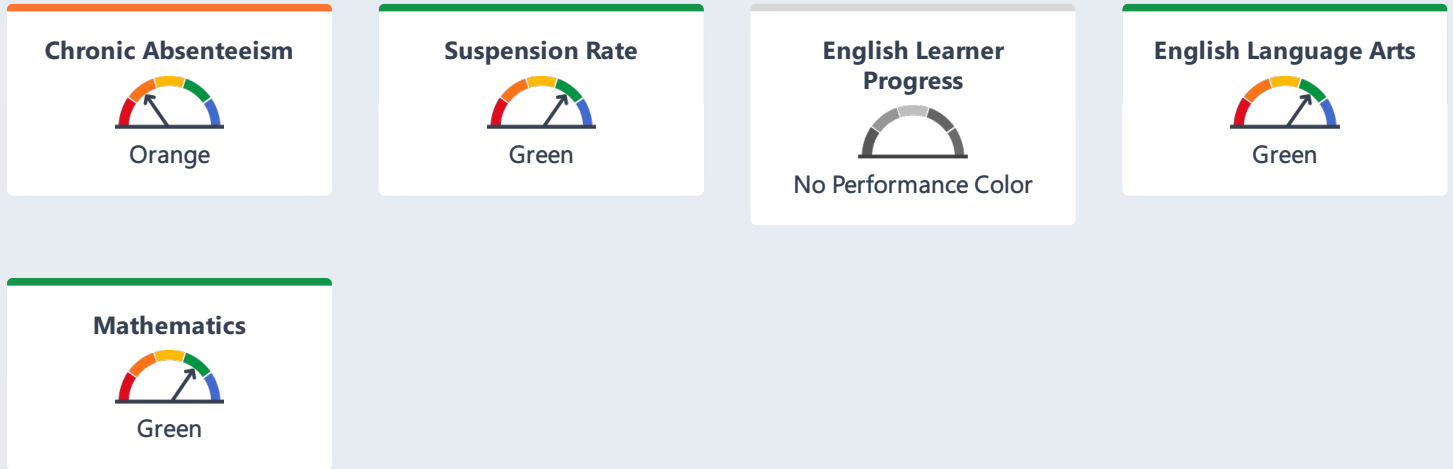 Chronic Absenteeism
Orange
Suspension Rate
Green
English Learner
Progress
No Performance Color
English Language Arts
Green
Mathematics
Green